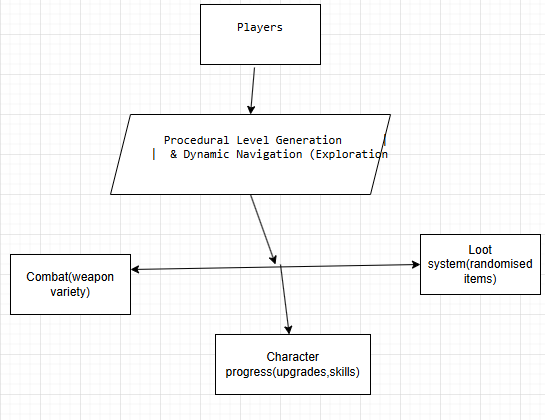 Players
Procedural Level Generation |
| & Dynamic Navigation (Exploration
Combat(weapon
variety)
Loot
system(randomised
items)
Character
progress(upgrades,skills)